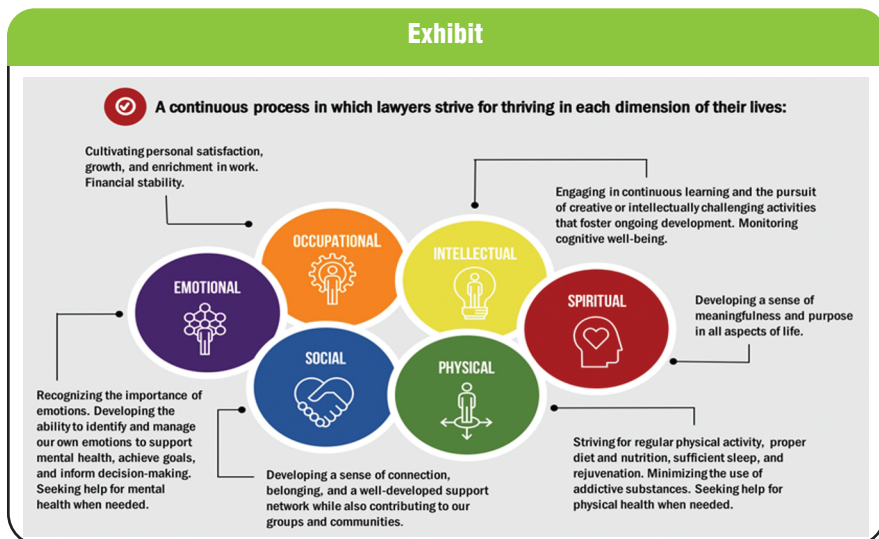 Exhibit
A continuous process in which lawyers strive for thriving in each dimension of their lives:
Cultivating personal satisfaction,
growth, and enrichment in work.
Financial stability.
Engaging in continuous learning and the pursuit
of creative or intellectually challenging activities
that foster ongoing development. Monitoring
cognitive well-being.
OCCUPATIONAL
INTELLECTUAL
EMOTIONAL
SPIRITUAL
Developing a sense of
meaningfulness and purpose
in all aspects of life.
SOCIAL
PHYSICAL
Recognizing the importance of
emotions. Developing the
ability to identify and manage
our own emotions to support
mental health, achieve goals,
and inform decision-making.
Seeking help for mental
health when needed.
Developing a sense of connection,
belonging, and a well-developed support
network while also contributing to our
groups and communities.
Striving for regular physical activity, proper
diet and nutrition, sufficient sleep, and
rejuvenation. Minimizing the use of
addictive substances. Seeking help for
physical health when needed.